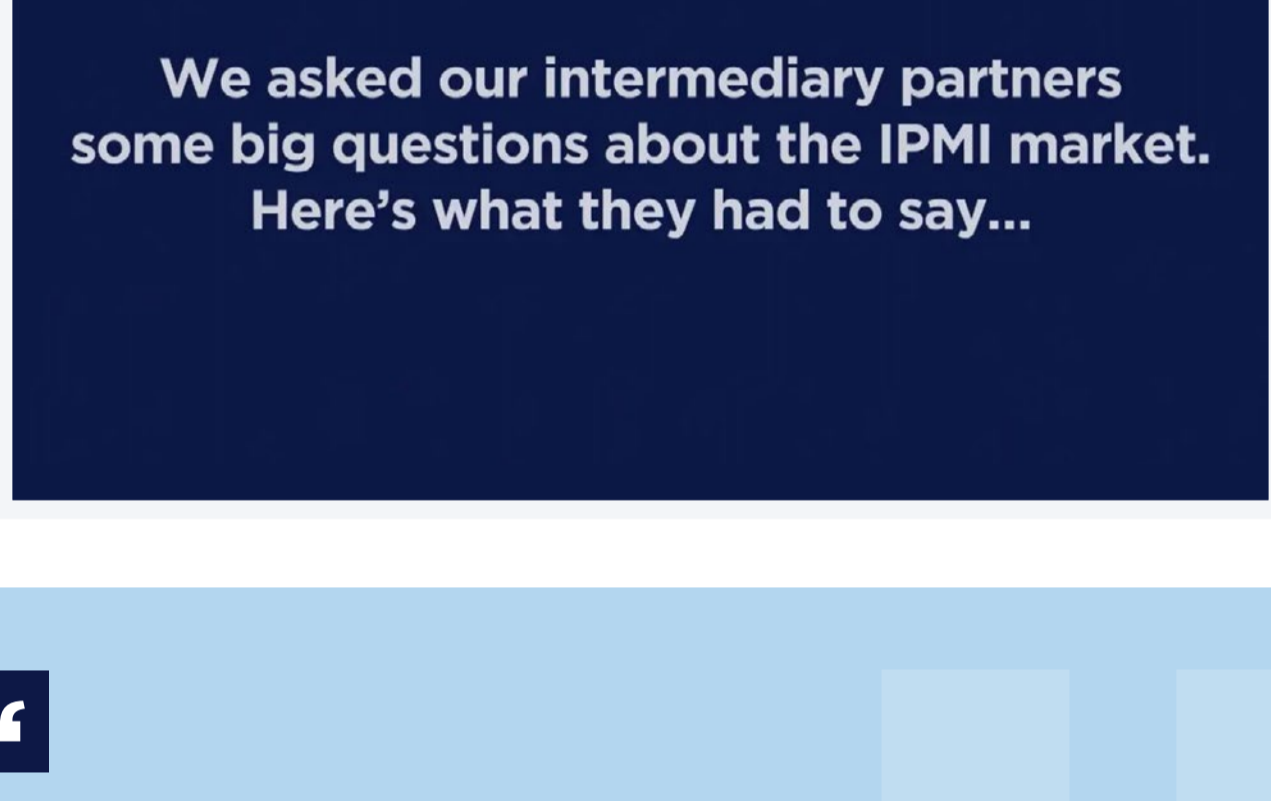 We asked our intermediary partners
some big questions about the IPMI market.
Here’s what they had to say...
“